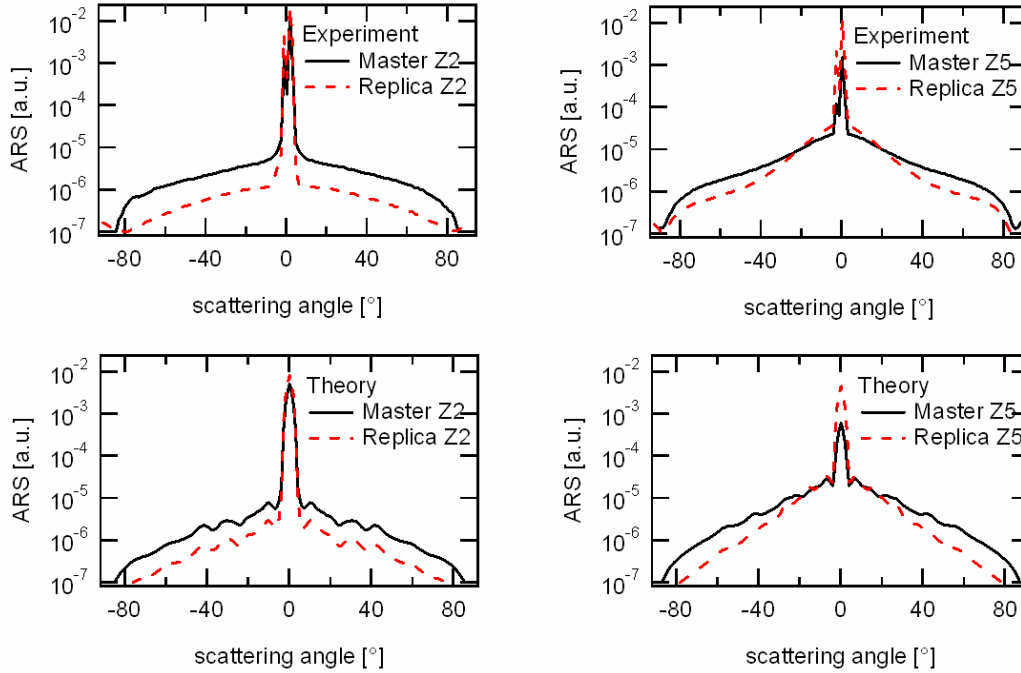 Experiment
Master Z2
Replica Z2
ARS [a.u.]
10-2
10-3
10-4
10-5
10-6
10-7
-80 -40 0 40 80
scattering angle [°]
Experiment
Master Z5
Replica Z5
ARS [a.u.]
10-2
10-3
10-4
10-5
10-6
10-7
-80 -40 0 40 80
scattering angle [°]
Theory
Master Z2
Replica Z2
ARS [a.u.]
10-2
10-3
10-4
10-5
10-6
10-7
-80 -40 0 40 80
scattering angle [°]
Theory
Master Z5
Replica Z5
ARS [a.u.]
10-2
10-3
10-4
10-5
10-6
10-7
-80 -40 0 40 80
scattering angle [°]